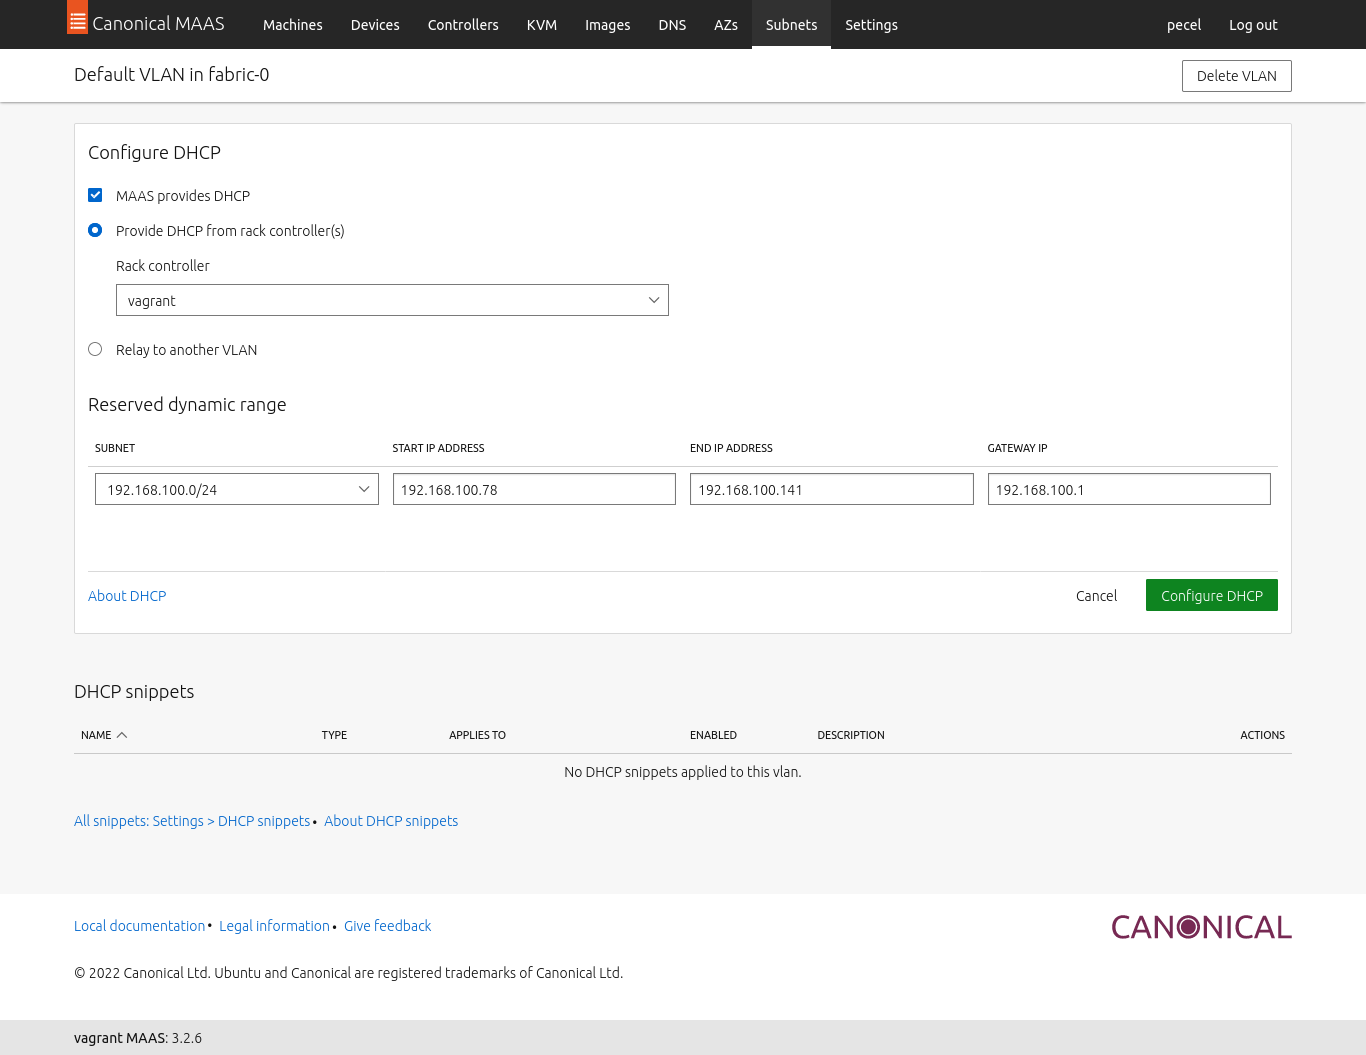 Canonical MAAS Machines Devices Controllers KVM Images DNS AZs Subnets Settings pecel Log out
Default VLAN in fabric-0 Delete VLAN
Configure DHCP
MAAS provides DHCP
Provide DHCP from rack controller(s)
Rack controller
vagrant
Relay to another VLAN
Reserved dynamic range
SUBNET START IP ADDRESS END IP ADDRESS GATEWAY IP
192.168.100.0/24 192.168.100.78 192.168.100.141 192.168.100.1
About DHCP Cancel Configure DHCP
DHCP snippets
NAME TYPE APPLIES TO ENABLED DESCRIPTION ACTIONS
No DHCP snippets applied to this vlan.
All snippets: Settings > DHCP snippets • About DHCP snippets
Local documentation • Legal information • Give feedback CANONICAL
© 2022 Canonical Ltd. Ubuntu and Canonical are registered trademarks of Canonical Ltd.
vagrant MAAS: 3.2.6